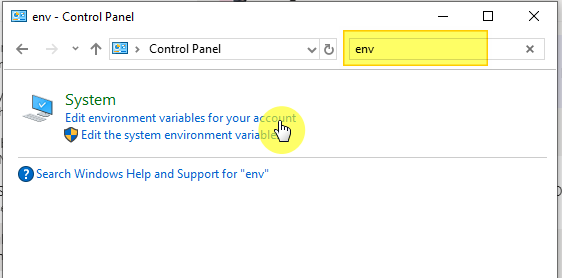 env - Control Panel
Control Panel
env
System
Edit environment variables for your account
Edit the system environment variable
Search Windows Help and Support for "env"